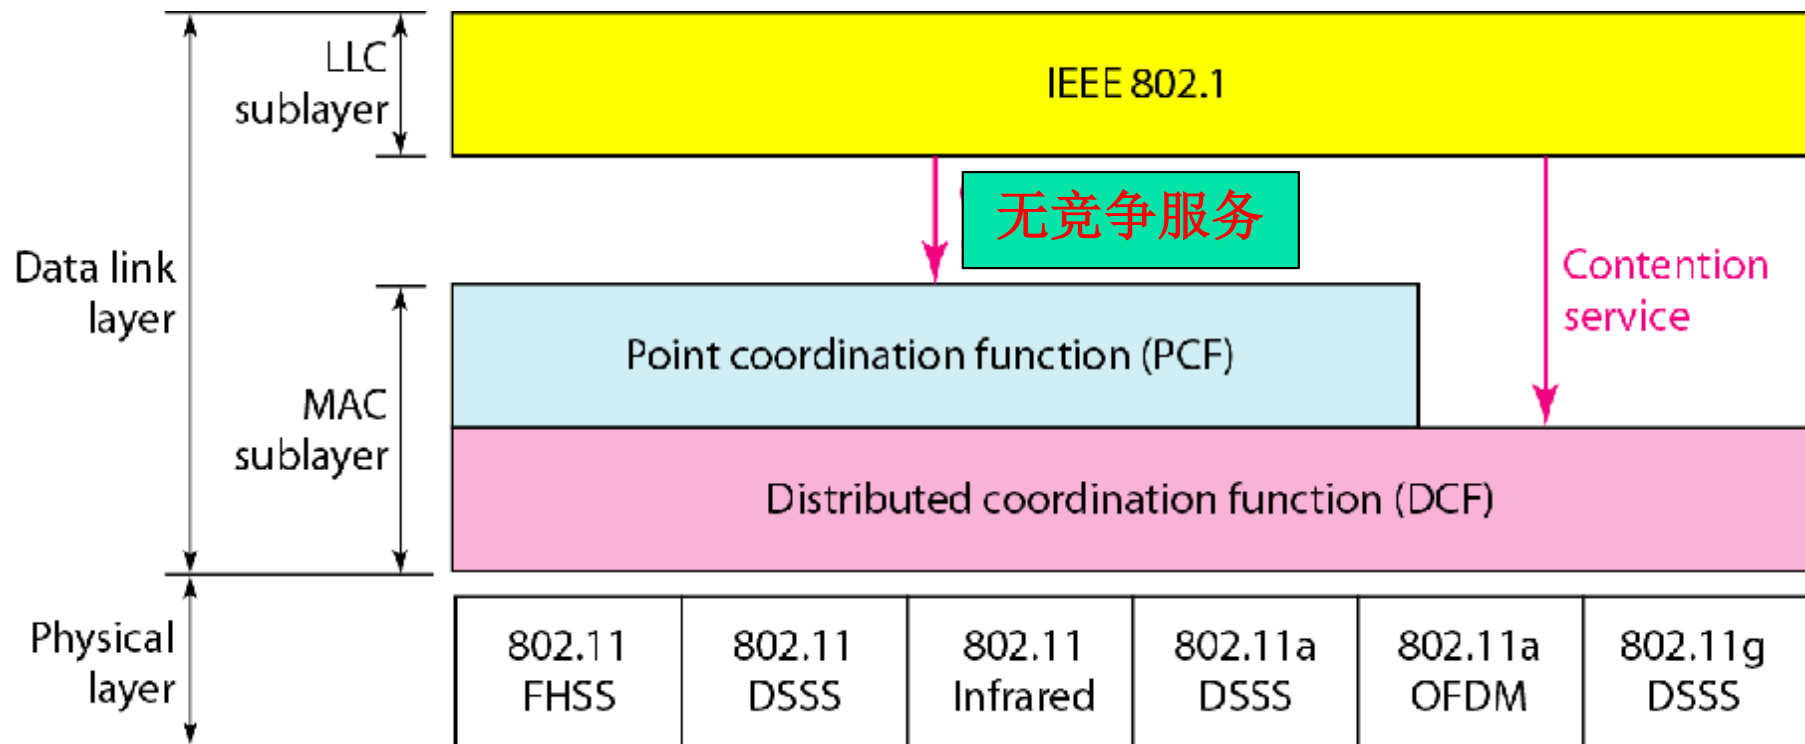 LLC
sublayer
IEEE 802.1
无竞争服务
Data link
layer
Contention
service
Point coordination function (PCF)
MAC
sublayer
Distributed coordination function (DCF)
Physical
layer
802.11
FHSS
802.11
DSSS
802.11
Infrared
802.11a
DSSS
802.11a
OFDM
802.11g
DSSS